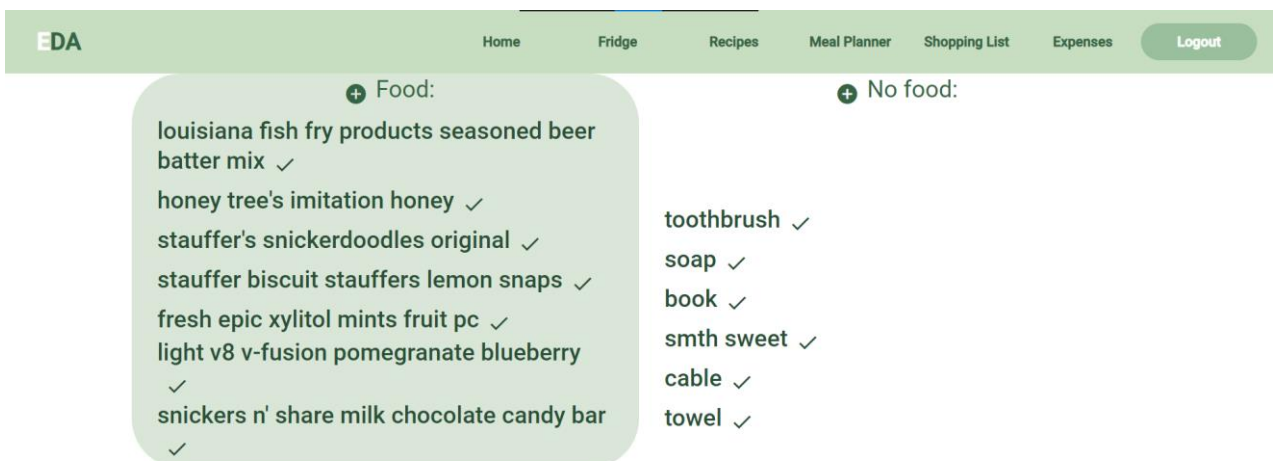 EDA
Home Fridge Recipes Meal Planner Shopping List Expenses Logout
Food:
louisiana fish fry products seasoned beer
batter mix
honey tree's imitation honey
stauffer's snickerdoodles original
stauffer biscuit stauffers lemon snaps
fresh epic xylitol mints fruit pc
light v8 v-fusion pomegranate blueberry
snickers n' share milk chocolate candy bar
No food:
toothbrush
soap
book
smth sweet
cable
towel